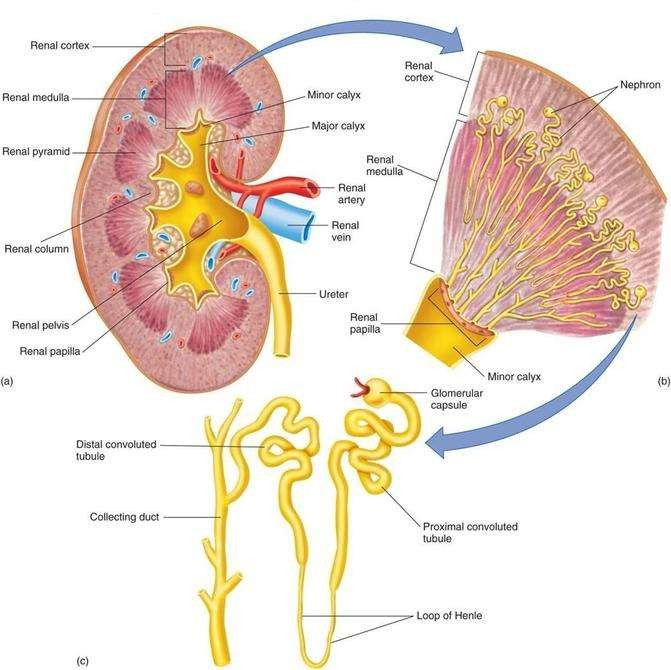 Renal cortex
Renal medulla
Renal pyramid
Renal column
Renal pelvis
Renal papilla
Minor calyx
Major calyx
Renal
artery
Renal
vein
Ureter
(a)
Renal
cortex
Nephron
Renal
medulla
Renal
papilla
Minor calyx
(b)
Glomerular
capsule
Distal convoluted
tubule
Collecting duct
Proximal convoluted
tubule
Loop of Henle
(c)